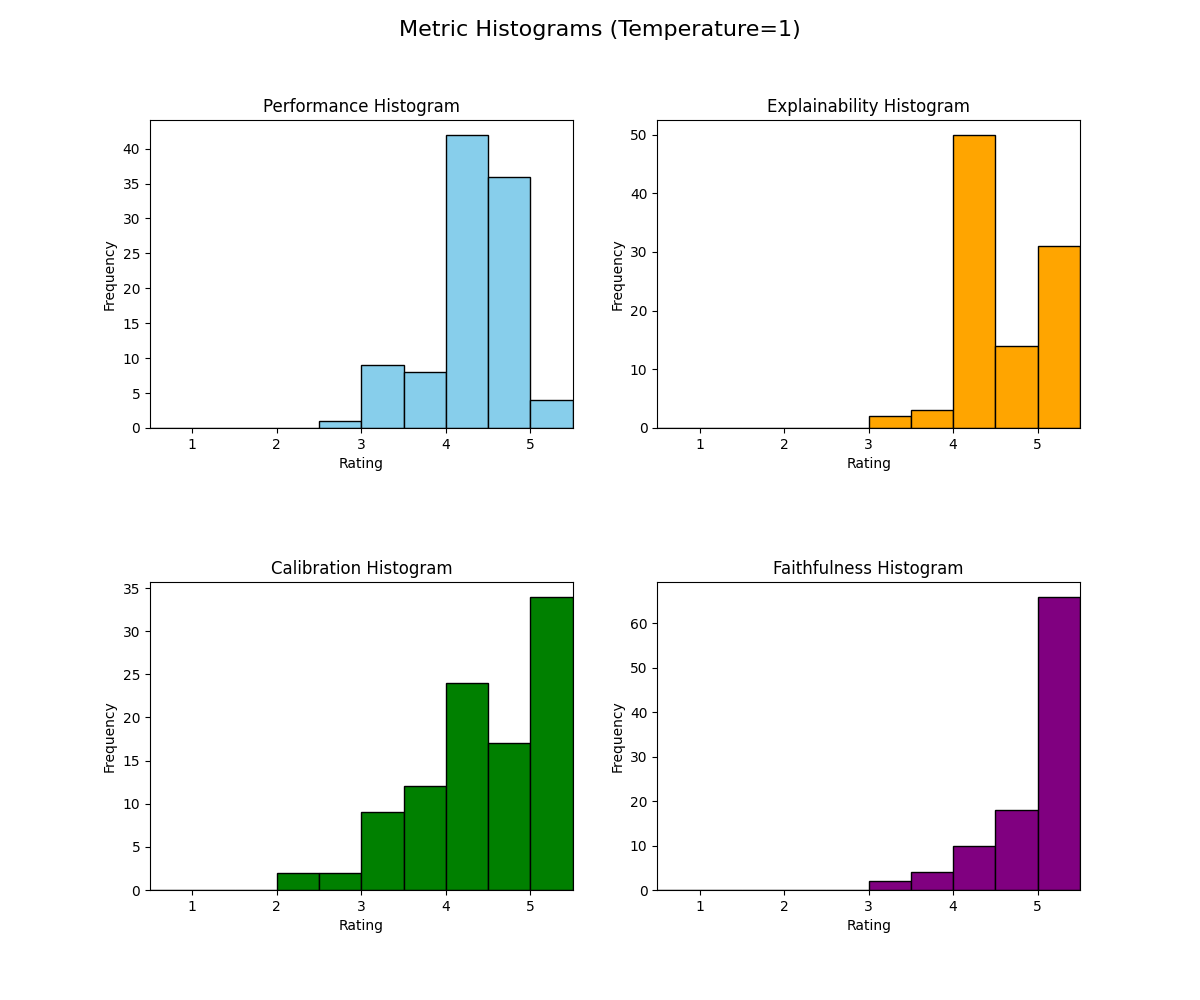 Metric Histograms (Temperature=1)
Performance Histogram
Frequency
40
35
30
25
20
15
10
5
0
1 2 3 4 5
Rating
Explainability Histogram
Frequency
50
40
30
20
10
0
1 2 3 4 5
Rating
Calibration Histogram
Frequency
35
30
25
20
15
10
5
0
1 2 3 4 5
Rating
Faithfulness Histogram
Frequency
60
50
40
30
20
10
0
1 2 3 4 5
Rating